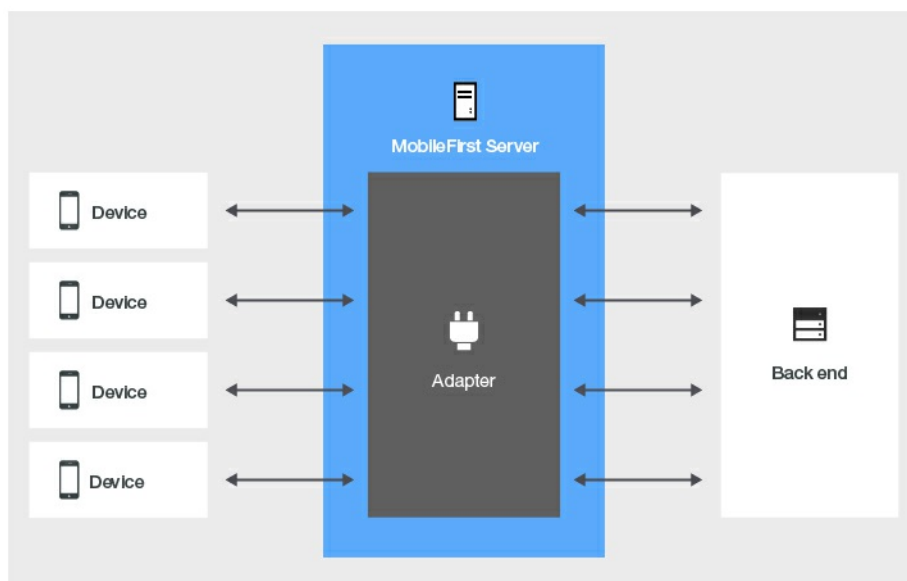 MobileFirst Server
Device
Device
Device
Device
Adapter
Back end